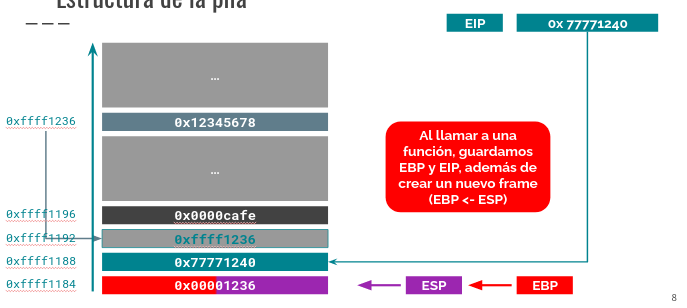 Estructura de la pila
EIP
0x 77771240
...
0xffff1236
0x12345678
Al llamar a una
función, guardamos
EBP y EIP, además de
crear un nuevo frame
(EBP <- ESP)
...
0xffff1196
0x0000cafe
0xffff1192
0xffff1236
0xffff1188
0x77771240
0xffff1184
0x00001236
ESP
EBP
8